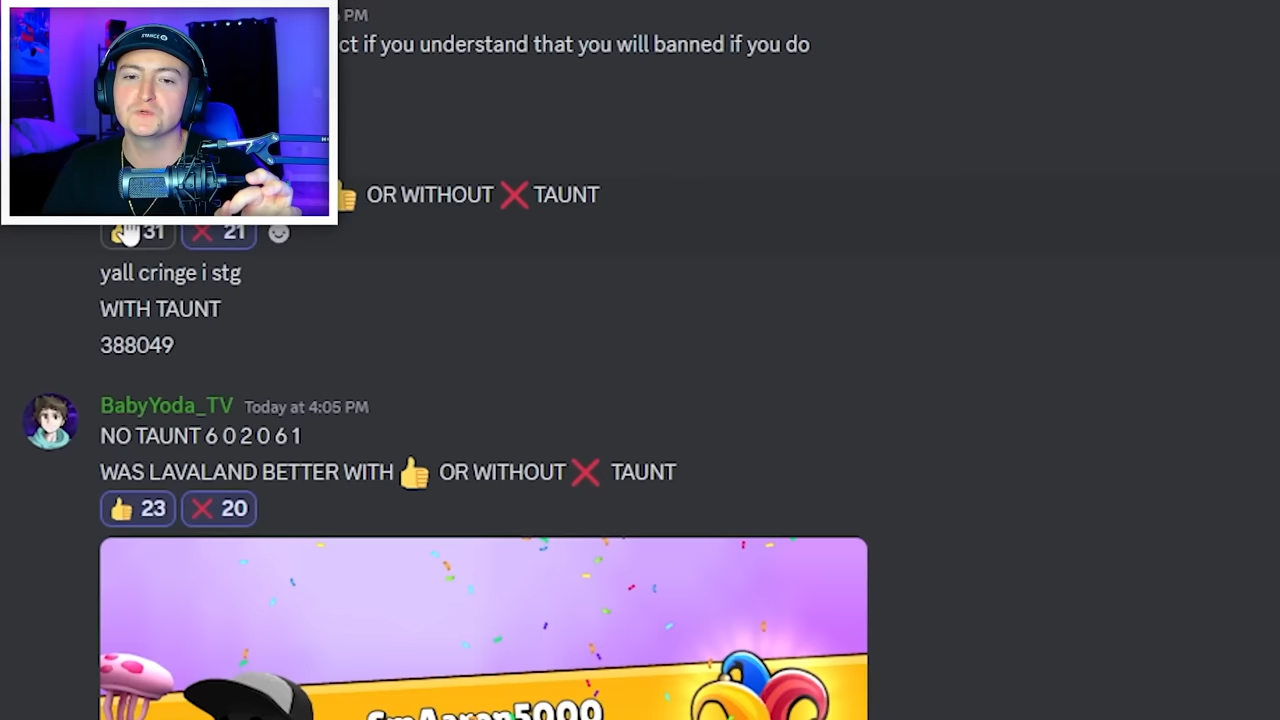 PM
ct if you understand that you will banned if you do
👍 OR WITHOUT ❌ TAUNT
31 ❌ 21
yall cringe i stg
WITH TAUNT
388049
BabyYoda_TV Today at 4:05 PM
NO TAUNT 6 0 2 0 6 1
WAS LAVALAND BETTER WITH 👍 OR WITHOUT ❌ TAUNT
👍 23 ❌ 20